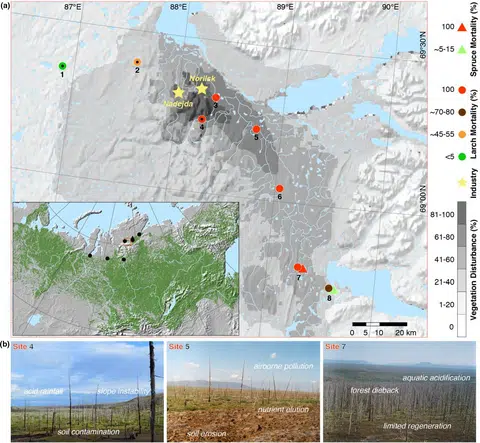 (a)
87°E
88°E
89°E
90°E
69°30'N
69°00'N
1
2
Norilsk
Nadejda
3
4
5
6
7
8
0 5 10 20 km
100
~5-15
Spruce Mortality (%)
100
~70-80
~45-55
<5
Larch Mortality (%)
Industry
81-100
61-80
41-60
21-40
1-20
0
Vegetation Disturbance (%)
(b)
Site 4
acid rainfall
slope instability
soil contamination
Site 5
airborne pollution
nutrient elution
soil erosion
Site 7
aquatic acidification
forest dieback
limited regeneration